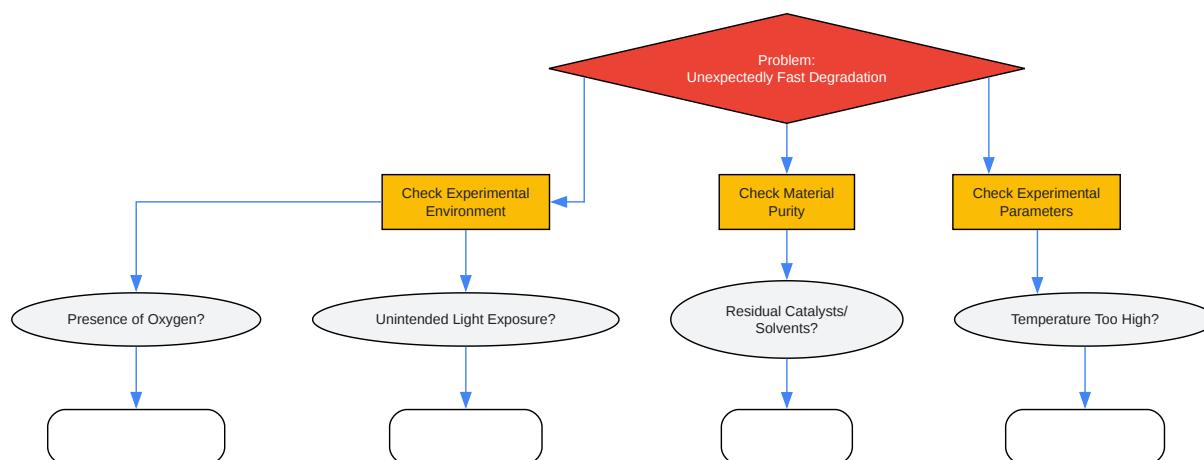 Problem:
Unexpectedly Fast Degradation
Check Experimental
Environment
Check Material
Purity
Check Experimental
Parameters
Presence of Oxygen?
Unintended Light Exposure?
Residual Catalysts/
Solvents?
Temperature Too High?